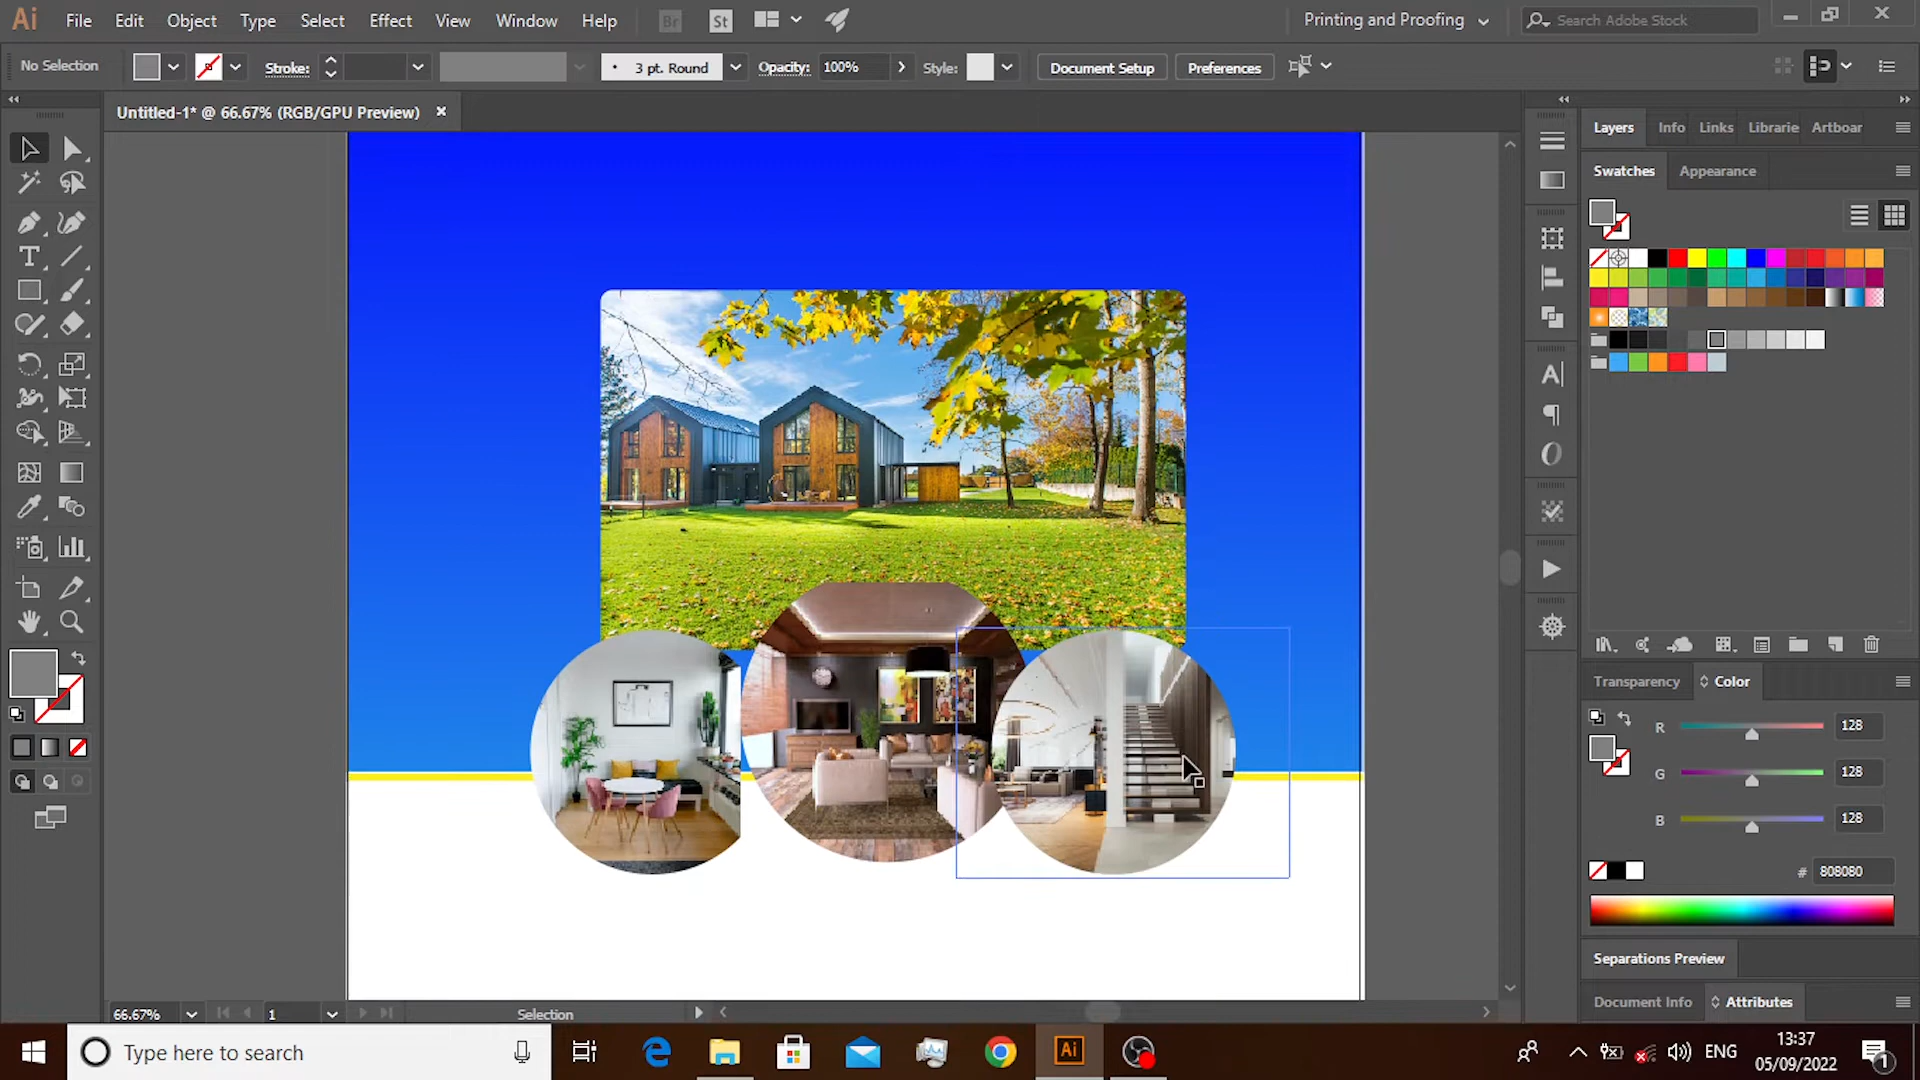 Ai File Edit Object Type Select Effect View Window Help Br St Printing and Proofing Search Adobe Stock
No Selection Stroke: 3 pt. Round Opacity: 100% Style: Document Setup Preferences
Untitled-1* @ 66.67% (RGB/GPU Preview)
Layers Info Links Librarie Artboar
Swatches Appearance
Transparency Color
R 128
G 128
B 128
# 808080
Separations Preview
Document Info Attributes
66.67% 1 Selection
Type here to search
Ai
ENG
13:37
05/09/2022
1